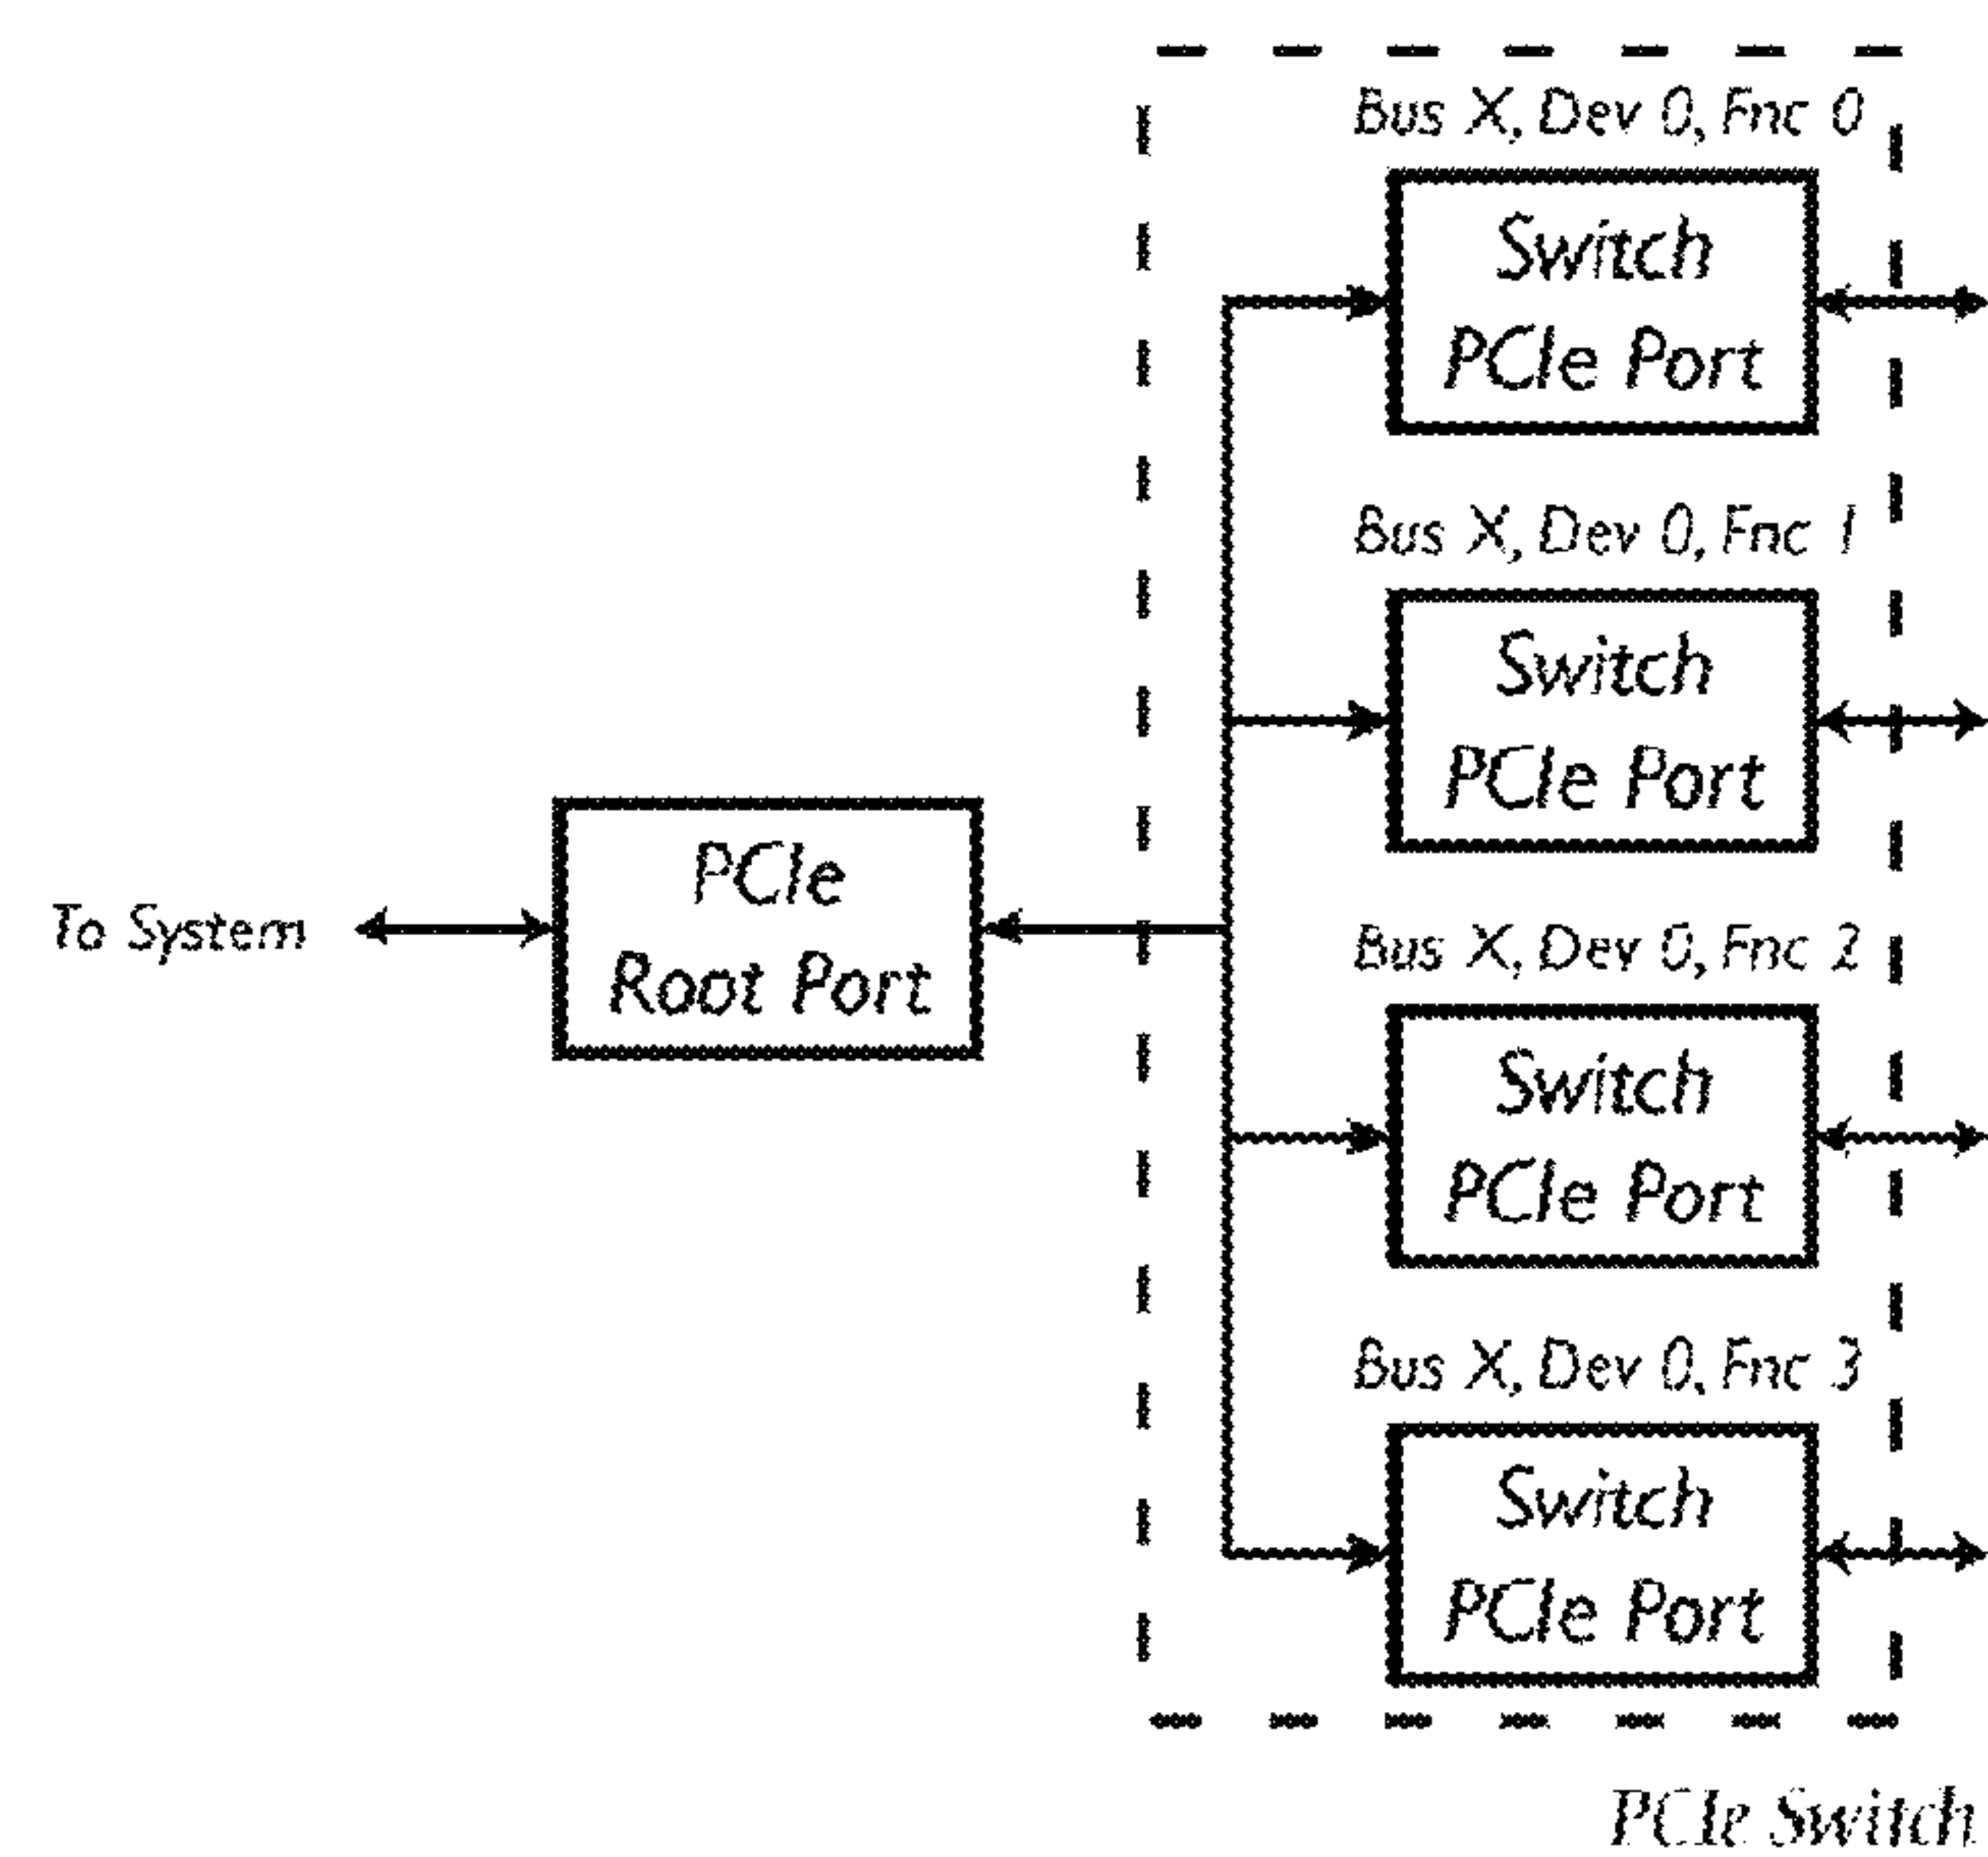 Bus X, Dev 0, Fnc 0
Switch
PCIe Port
Bus X, Dev 0, Fnc 1
Switch
PCIe Port
PCIe
Root Port
To System
Bus X, Dev 0, Fnc 2
Switch
PCIe Port
Bus X, Dev 0, Fnc 3
Switch
PCIe Port
PCIe Switch